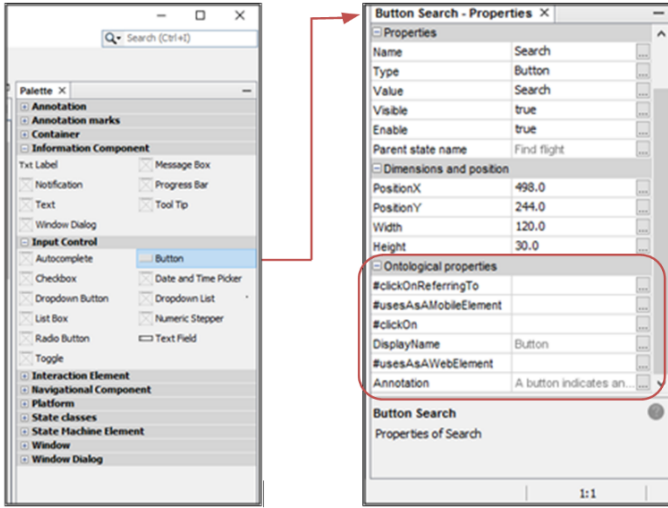 Search (Ctrl+I)
Palette
Annotation
Annotation marks
Container
Information Component
Txt Label Message Box
Notification Progress Bar
Text Tool Tip
Window Dialog
Input Control
Autocomplete Button
Checkbox Date and Time Picker
Dropdown Button Dropdown List
List Box Numeric Stepper
Radio Button Text Field
Toggle
Interaction Element
Navigational Component
Platform
State classes
State Machine Element
Window
Window Dialog
Button Search - Properties
Properties
Name Search
Type Button
Value Search
Visible true
Enable true
Parent state name Find flight
Dimensions and position
PositionX 498.0
PositionY 244.0
Width 120.0
Height 30.0
Ontological properties
#clickOnReferringTo
#usesAsAMobileElement
#clickOn
DisplayName Button
#usesAsAWebElement
Annotation A button indicates an...
Button Search
Properties of Search
1:1